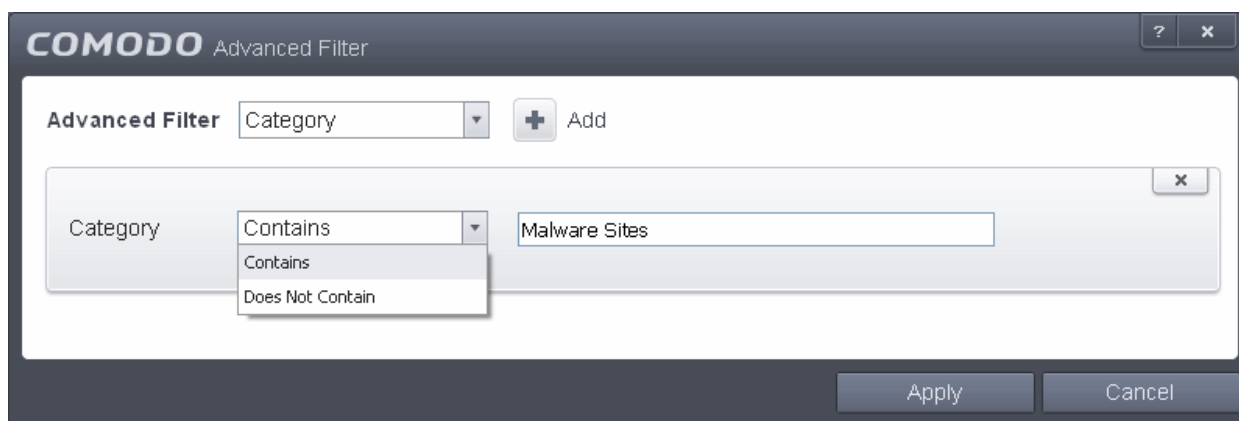 COMODO Advanced Filter ? ×
Advanced Filter Category + Add
×
Category Contains Malware Sites
Contains
Does Not Contain
Apply Cancel